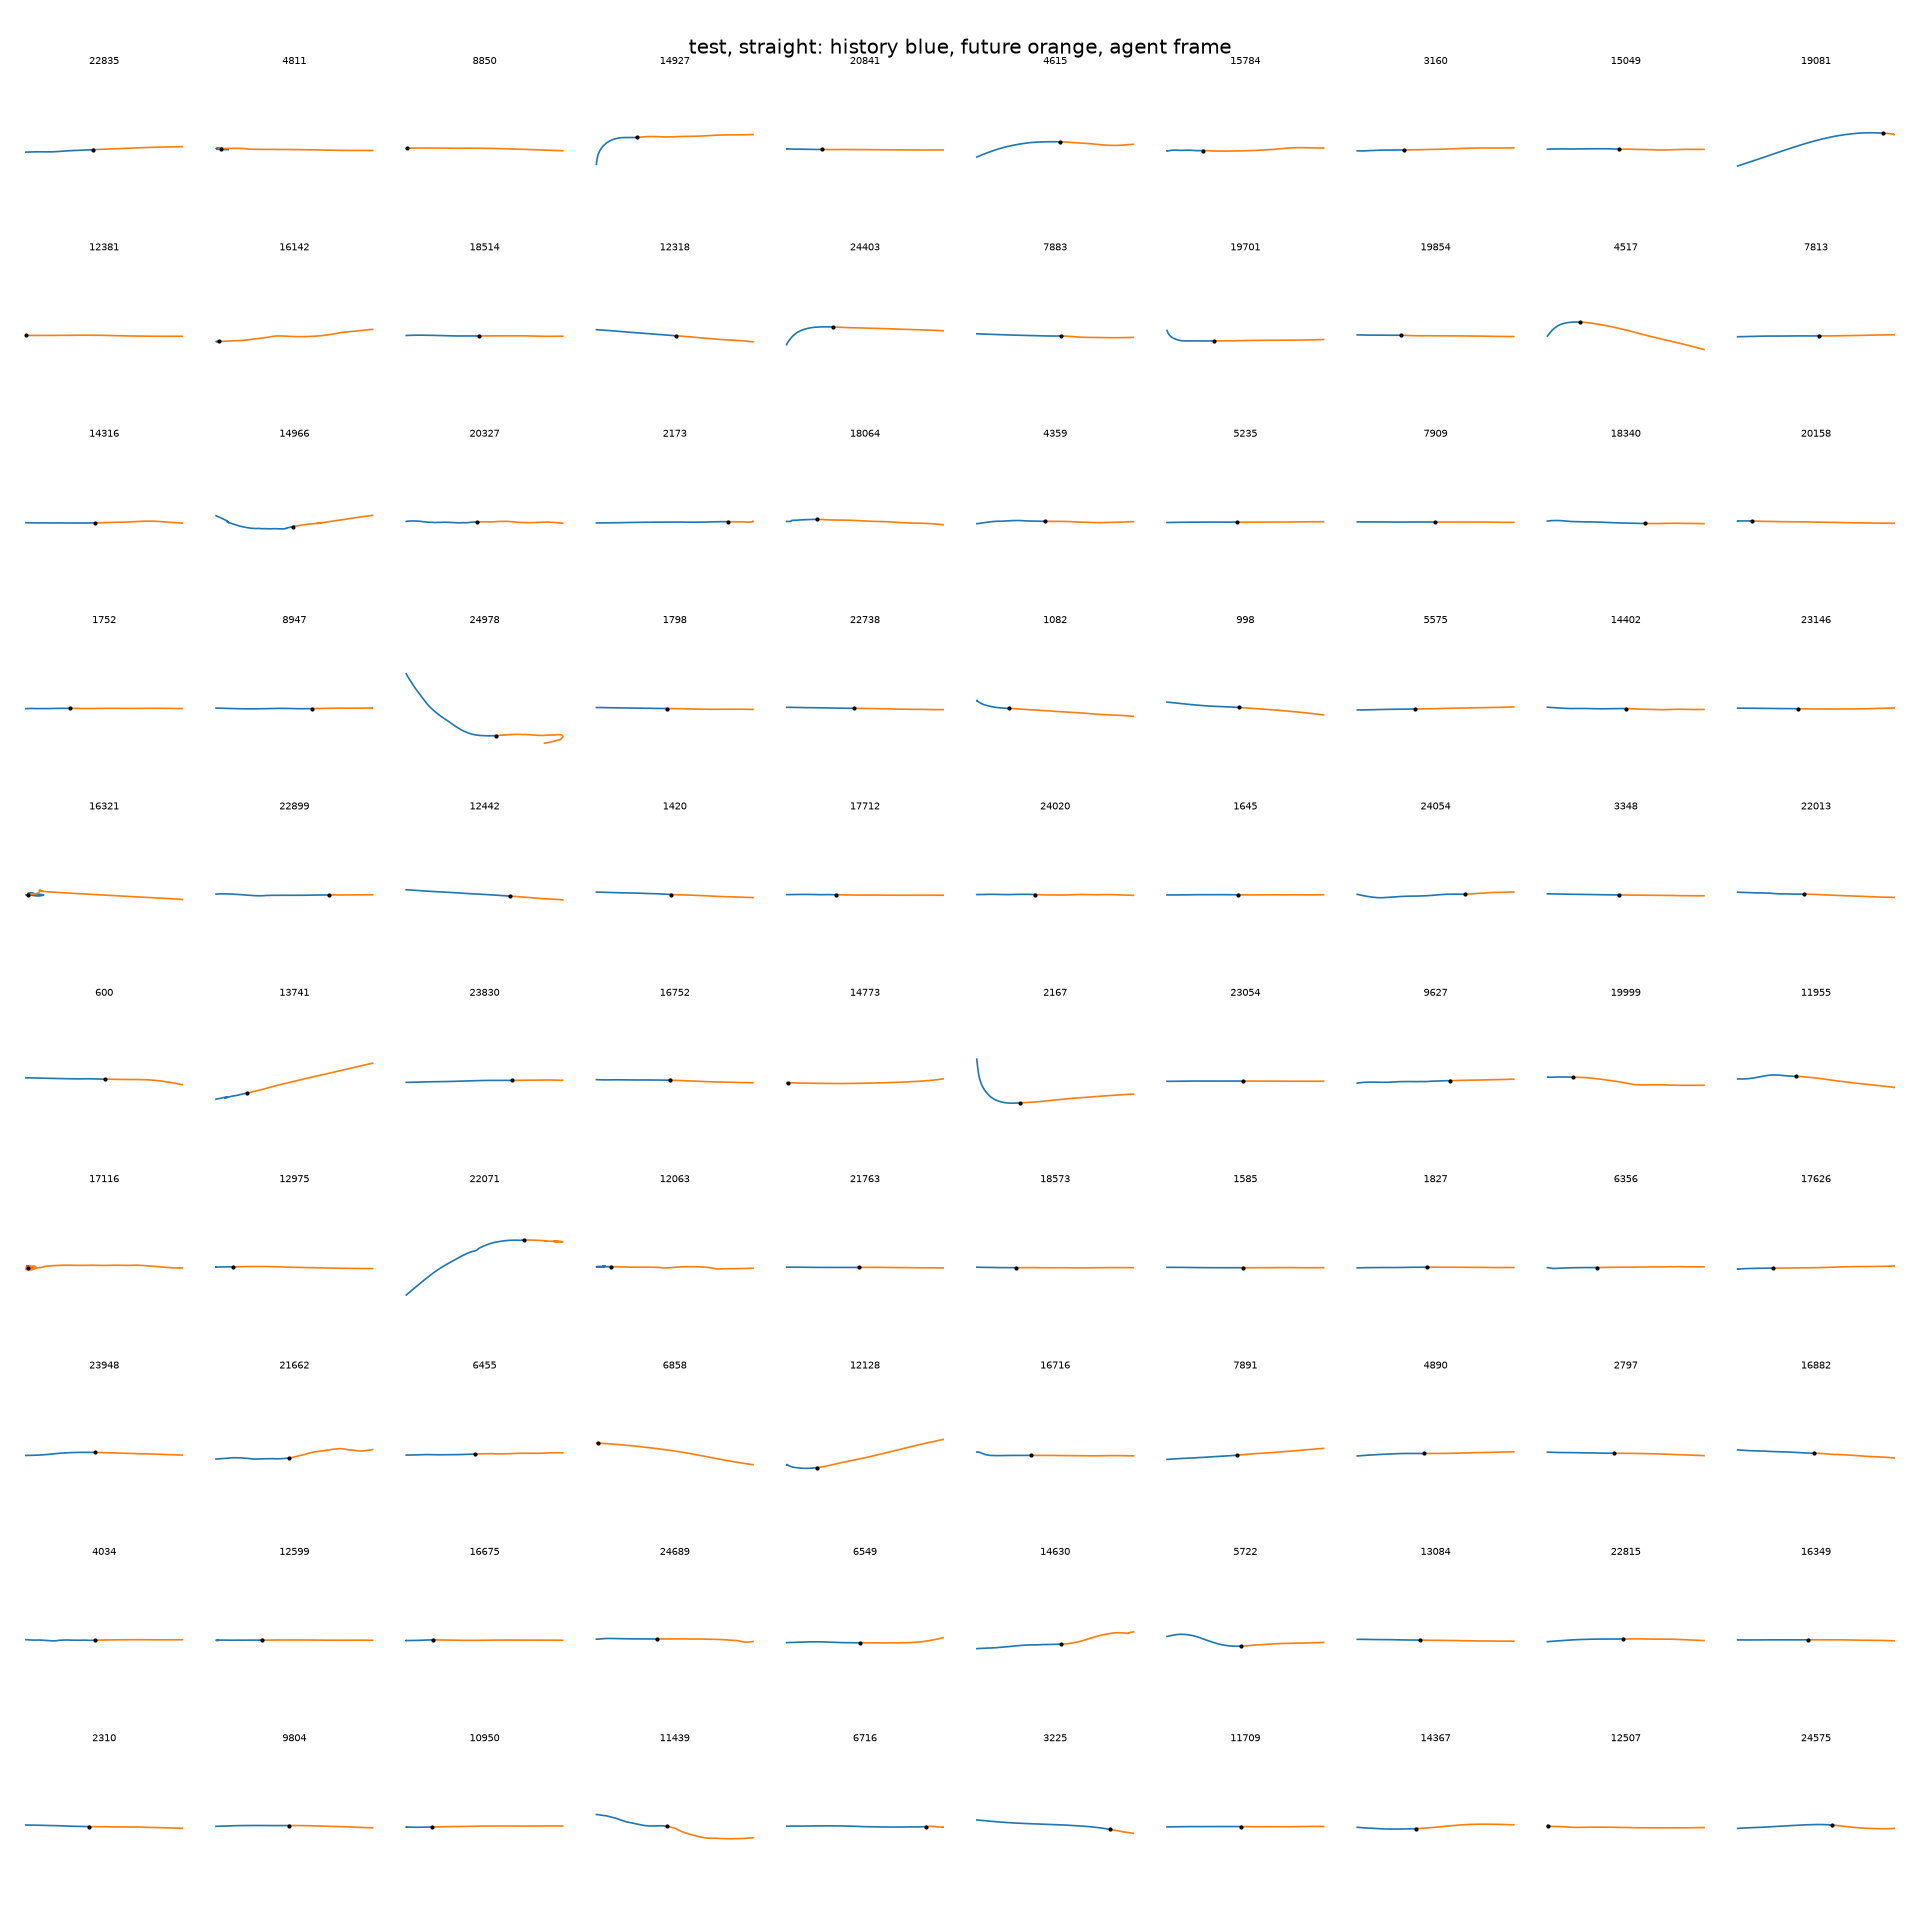 test, straight: history blue, future orange, agent frame
22835 4811 8850 14927 20841 4615 15784 3160 15049 19081
12381 16142 18514 12318 24403 7883 19701 19854 4517 7813
14316 14966 20327 2173 18064 4359 5235 7909 18340 20158
1752 8947 24978 1798 22738 1082 998 5575 14402 23146
16321 22899 12442 1420 17712 24020 1645 24054 3348 22013
600 13741 23830 16752 14773 2167 23054 9627 19999 11955
17116 12975 22071 12063 21763 18573 1585 1827 6356 17626
23948 21662 6455 6858 12128 16716 7891 4890 2797 16882
4034 12599 16675 24689 6549 14630 5722 13084 22815 16349
2310 9804 10950 11439 6716 3225 11709 14367 12507 24575